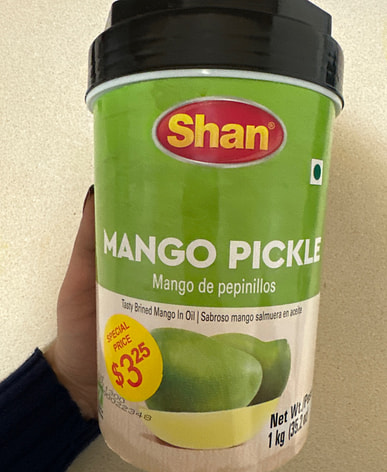 Shan®
MANGO PICKLE
Mango de pepinillos
Tasty Brined Mango In Oil | Sabroso mango salmuera en aceite
SPECIAL
PRICE
$3.25
Net Wt.
1 kg